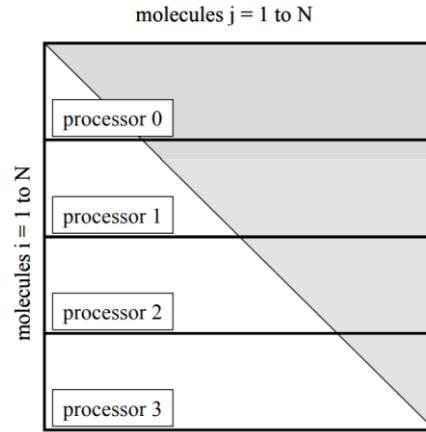 molecules j = 1 to N
molecules i = 1 to N
processor 0
processor 1
processor 2
processor 3